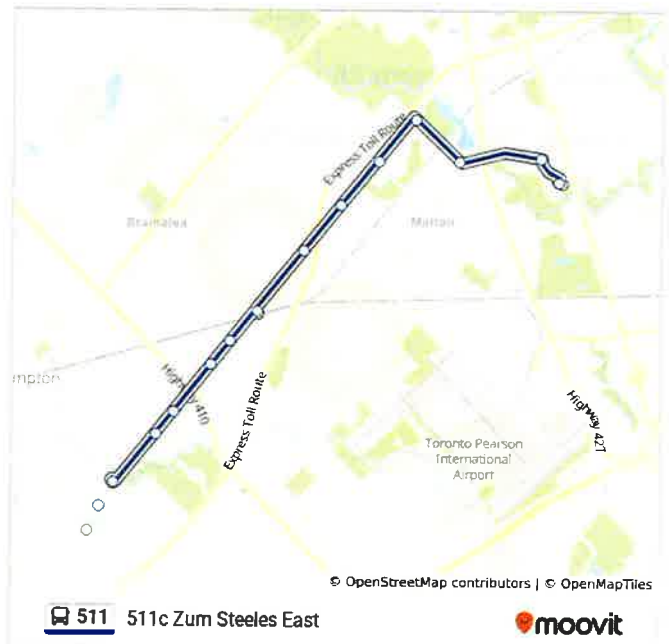 Express Toll Route
Bramalea
Malton
mpton
Highway 410
Express Toll Route
Highway 427
Toronto Pearson
International
Airport
© OpenStreetMap contributors | © OpenMapTiles
511 511c Zum Steeles East
moovit